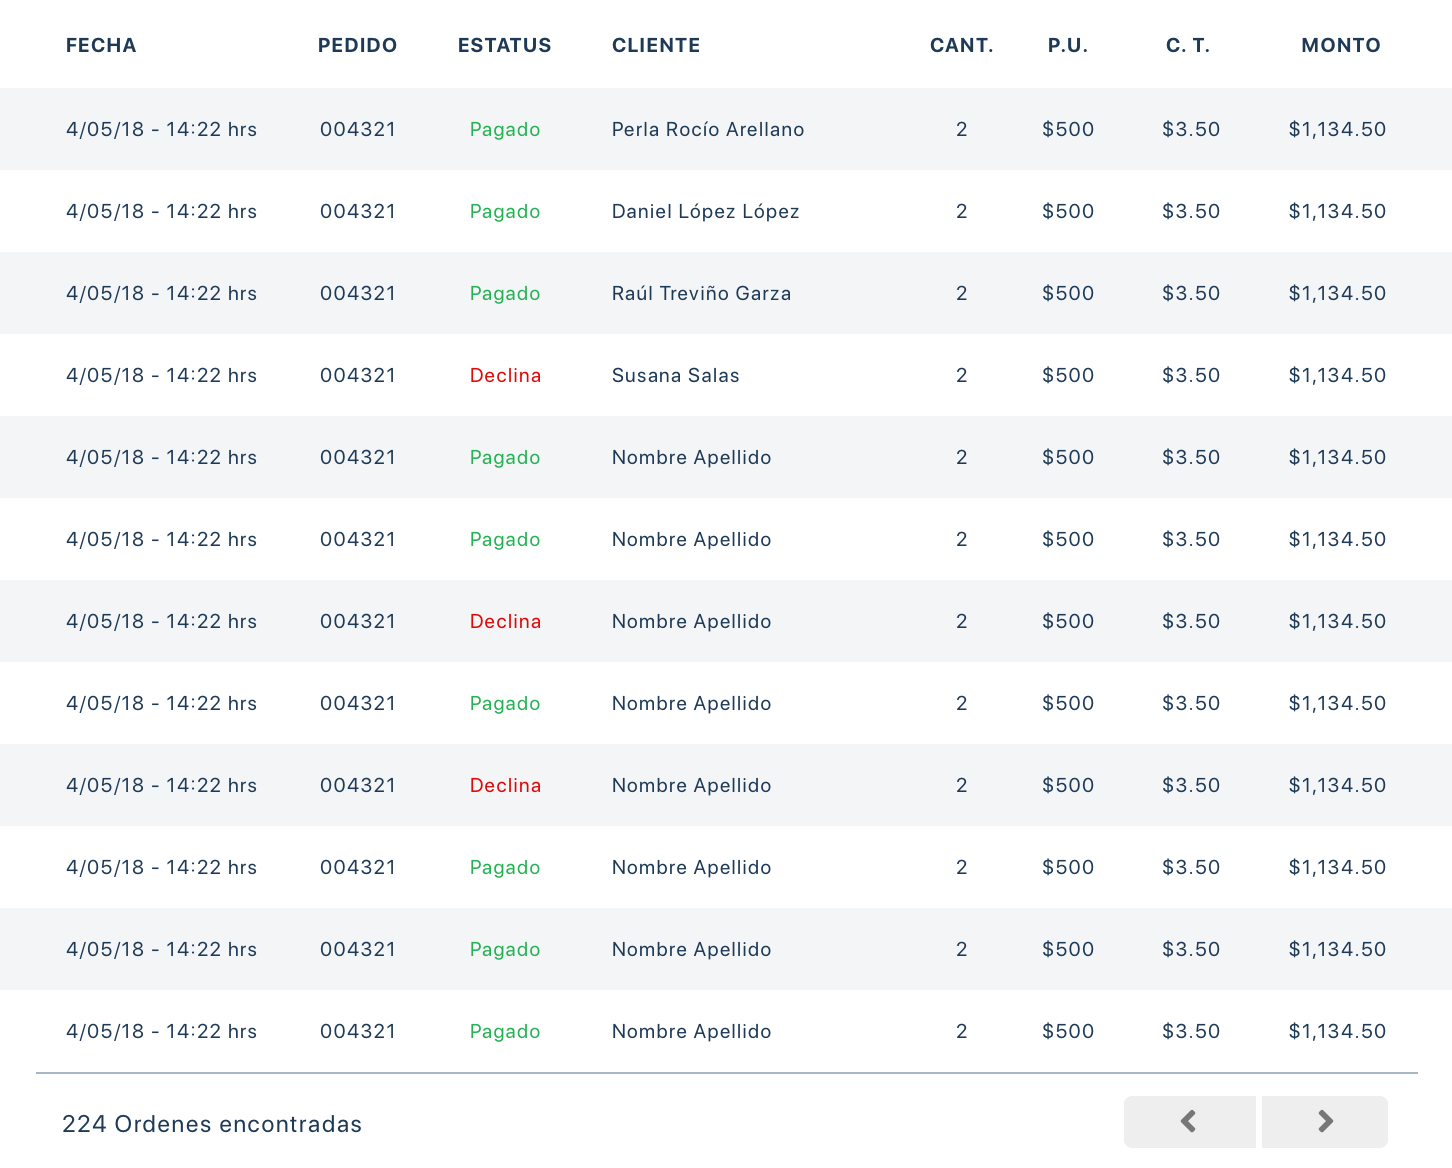 FECHA PEDIDO ESTATUS CLIENTE CANT. P.U. C. T. MONTO
4/05/18 - 14:22 hrs 004321 Pagado Perla Rocío Arellano 2 $500 $3.50 $1,134.50
4/05/18 - 14:22 hrs 004321 Pagado Daniel López López 2 $500 $3.50 $1,134.50
4/05/18 - 14:22 hrs 004321 Pagado Raúl Treviño Garza 2 $500 $3.50 $1,134.50
4/05/18 - 14:22 hrs 004321 Declina Susana Salas 2 $500 $3.50 $1,134.50
4/05/18 - 14:22 hrs 004321 Pagado Nombre Apellido 2 $500 $3.50 $1,134.50
4/05/18 - 14:22 hrs 004321 Pagado Nombre Apellido 2 $500 $3.50 $1,134.50
4/05/18 - 14:22 hrs 004321 Declina Nombre Apellido 2 $500 $3.50 $1,134.50
4/05/18 - 14:22 hrs 004321 Pagado Nombre Apellido 2 $500 $3.50 $1,134.50
4/05/18 - 14:22 hrs 004321 Declina Nombre Apellido 2 $500 $3.50 $1,134.50
4/05/18 - 14:22 hrs 004321 Pagado Nombre Apellido 2 $500 $3.50 $1,134.50
4/05/18 - 14:22 hrs 004321 Pagado Nombre Apellido 2 $500 $3.50 $1,134.50
4/05/18 - 14:22 hrs 004321 Pagado Nombre Apellido 2 $500 $3.50 $1,134.50
224 Ordenes encontradas